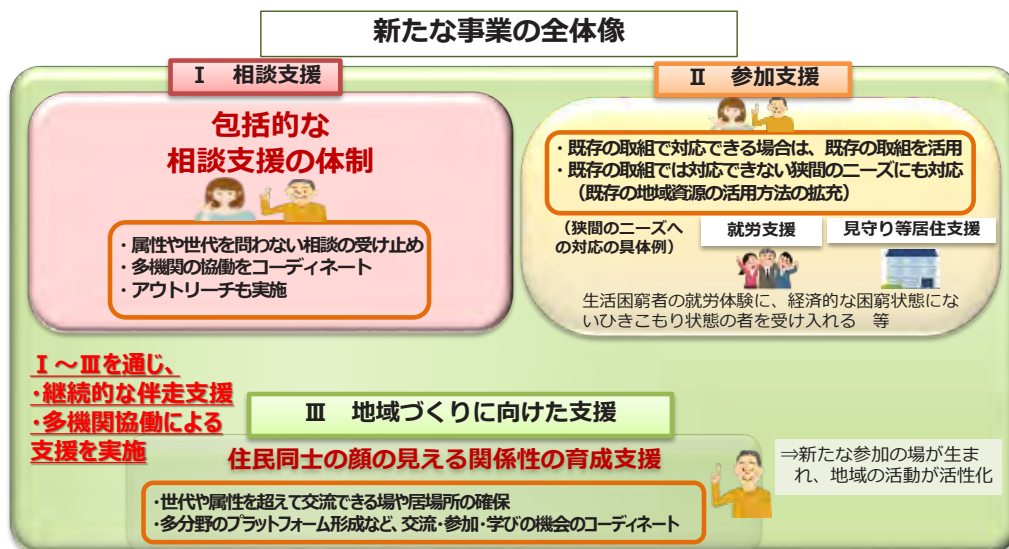 新たな事業の全体像
Ⅰ 相談支援
包括的な
相談支援の体制
・属性や世代を問わない相談の受け止め
・多機関の協働をコーディネート
・アウトリーチも実施
Ⅱ 参加支援
・既存の取組で対応できる場合は、既存の取組を活用
・既存の取組では対応できない狭間のニーズにも対応
（既存の地域資源の活用方法の拡充）
（狭間のニーズへ
の対応の具体例）
就労支援
見守り等居住支援
生活困窮者の就労体験に、経済的な困窮状態にな
いひきこもり状態の者を受け入れる 等
Ⅰ～Ⅲを通じ、
・継続的な伴走支援
・多機関協働による
支援を実施
Ⅲ 地域づくりに向けた支援
住民同士の顔の見える関係性の育成支援
・世代や属性を超えて交流できる場や居場所の確保
・多分野のプラットフォーム形成など、交流・参加・学びの機会のコーディネート
⇒新たな参加の場が生ま
れ、地域の活動が活性化